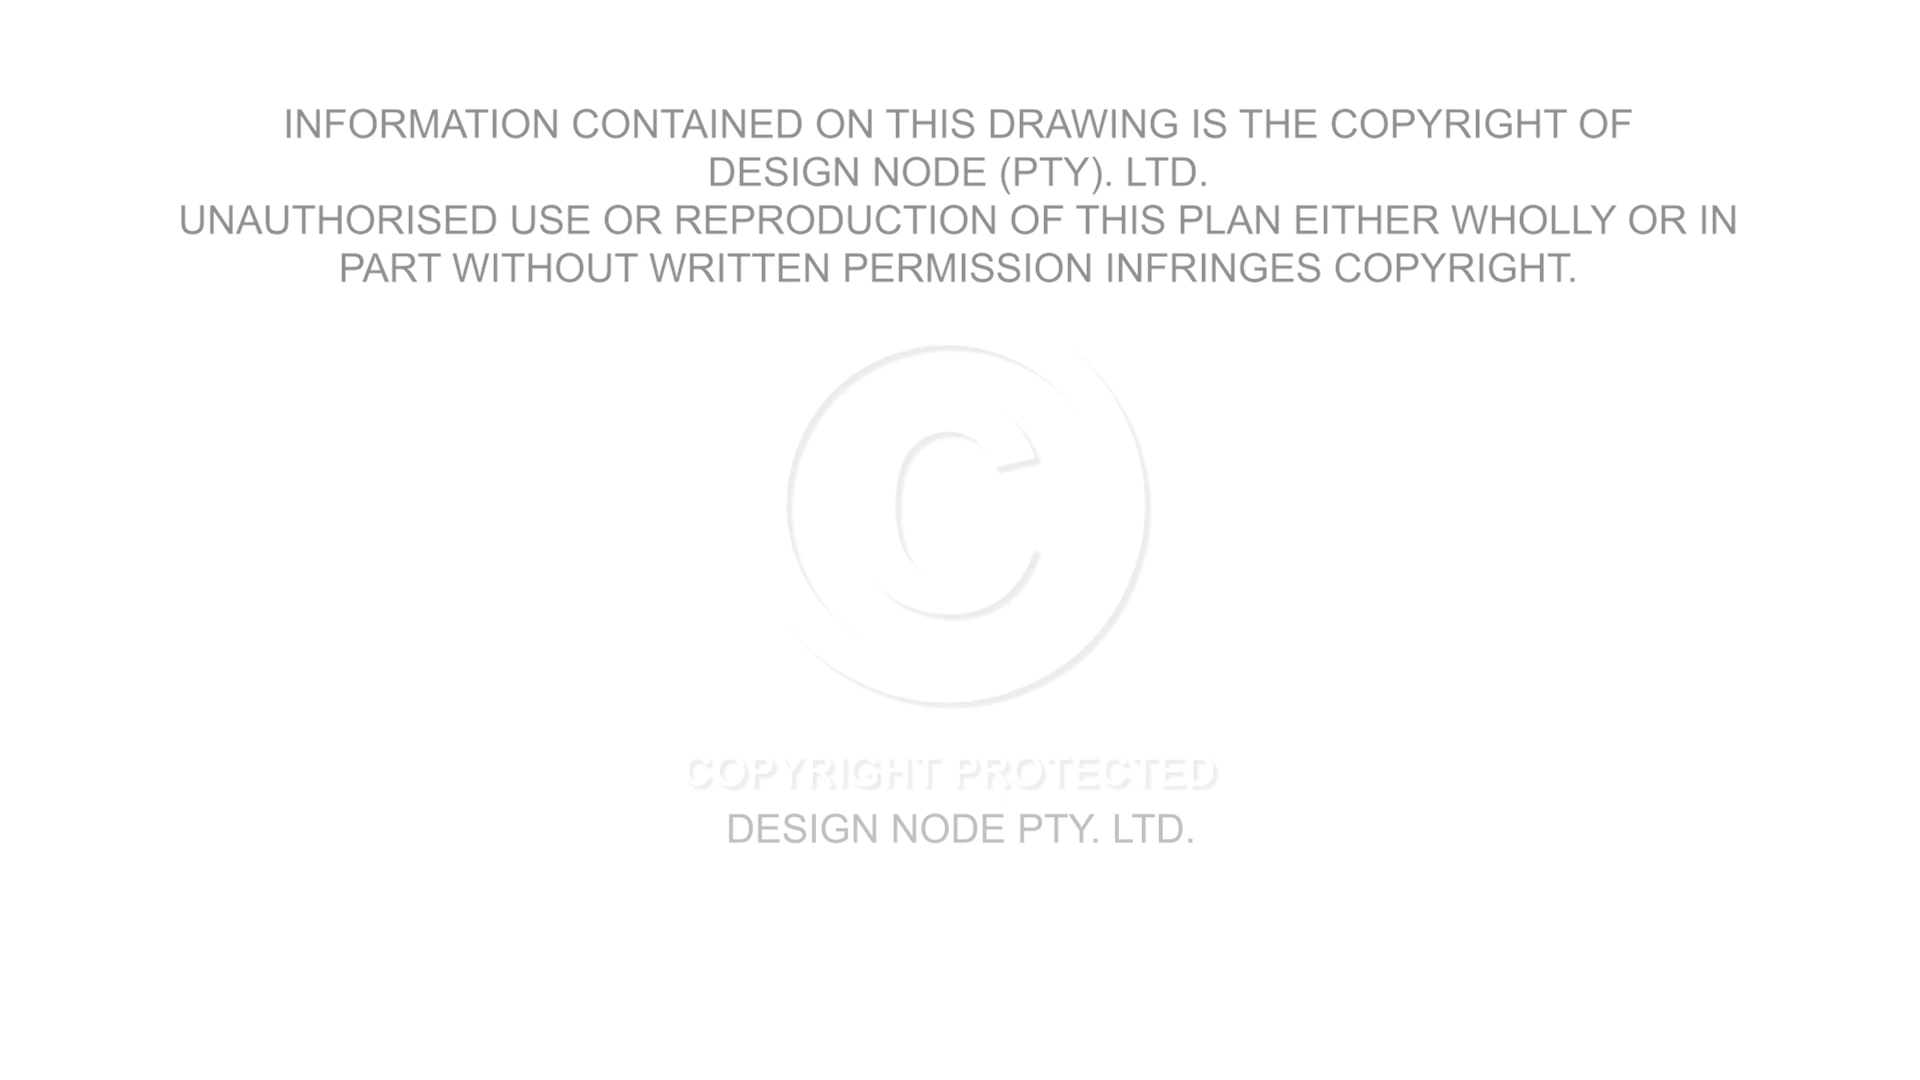 INFORMATION CONTAINED ON THIS DRAWING IS THE COPYRIGHT OF
DESIGN NODE (PTY). LTD.
UNAUTHORISED USE OR REPRODUCTION OF THIS PLAN EITHER WHOLLY OR IN
PART WITHOUT WRITTEN PERMISSION INFRINGES COPYRIGHT.
C
COPYRIGHT PROTECTED
DESIGN NODE PTY. LTD.